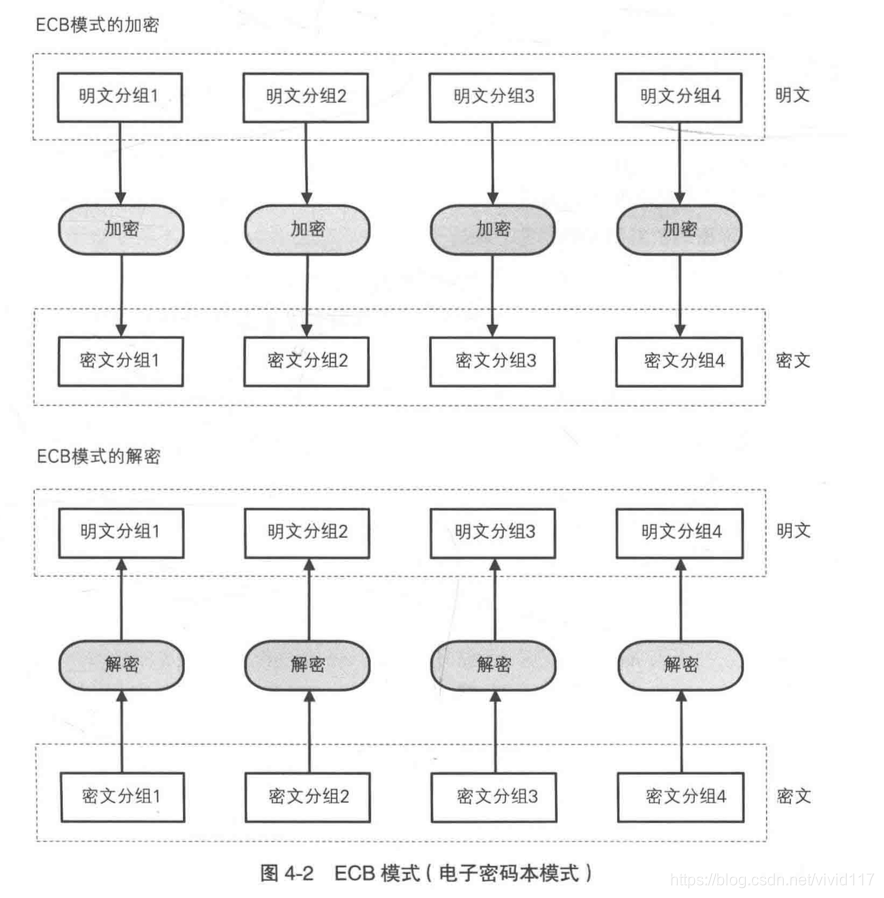 ECB模式的加密
明文分组1 明文分组2 明文分组3 明文分组4 明文
加密 加密 加密 加密
密文分组1 密文分组2 密文分组3 密文分组4 密文
ECB模式的解密
明文分组1 明文分组2 明文分组3 明文分组4 明文
解密 解密 解密 解密
密文分组1 密文分组2 密文分组3 密文分组4 密文
图 4-2 ECB 模式（电子密码本模式）
https://blog.csdn.net/vivid117